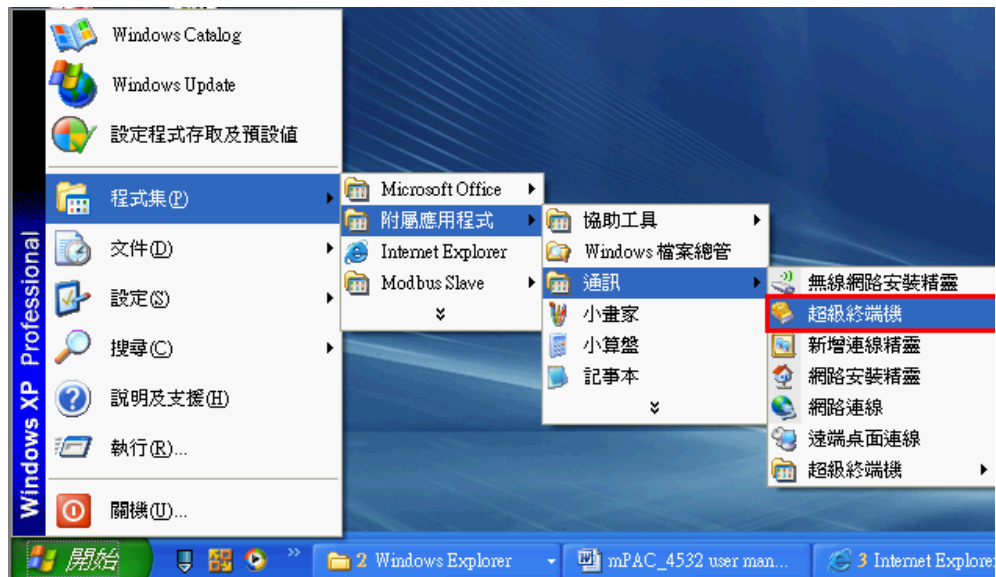 Windows Catalog
Windows Update
設定程式存取及預設值
程式集(P)
文件(D)
設定(S)
搜尋(C)
說明及支援(H)
執行(R)...
關機(U)...
Windows XP Professional
Microsoft Office
附屬應用程式
Internet Explorer
Modbus Slave
協助工具
Windows 檔案總管
通訊
小畫家
小算盤
記事本
無線網路安裝精靈
超級終端機
新增連線精靈
網路安裝精靈
網路連線
遠端桌面連線
超級終端機
開始
2 Windows Explorer
mPAC_4532 user man...
3 Internet Explorer